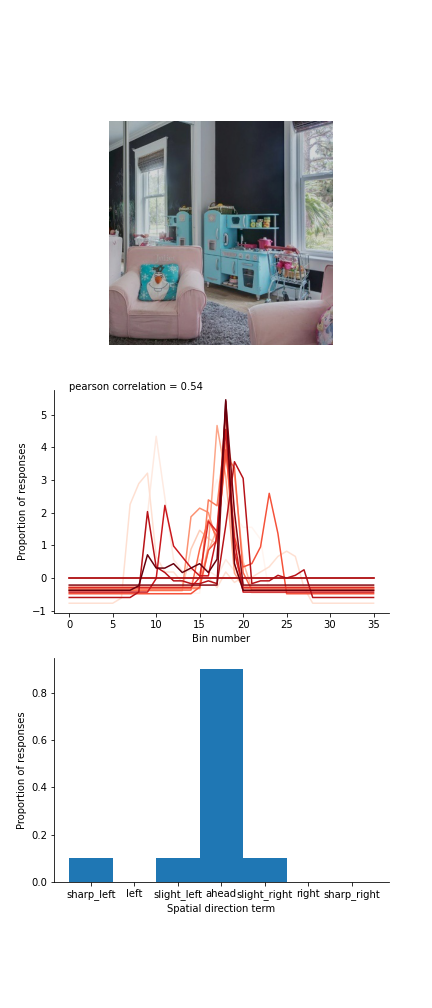 pearson correlation = 0.54
Proportion of responses
5
4
3
2
1
0
−1
0 5 10 15 20 25 30 35
Bin number
Proportion of responses
0.8
0.6
0.4
0.2
0.0
sharp_left left slight_left ahead slight_right right sharp_right
Spatial direction term